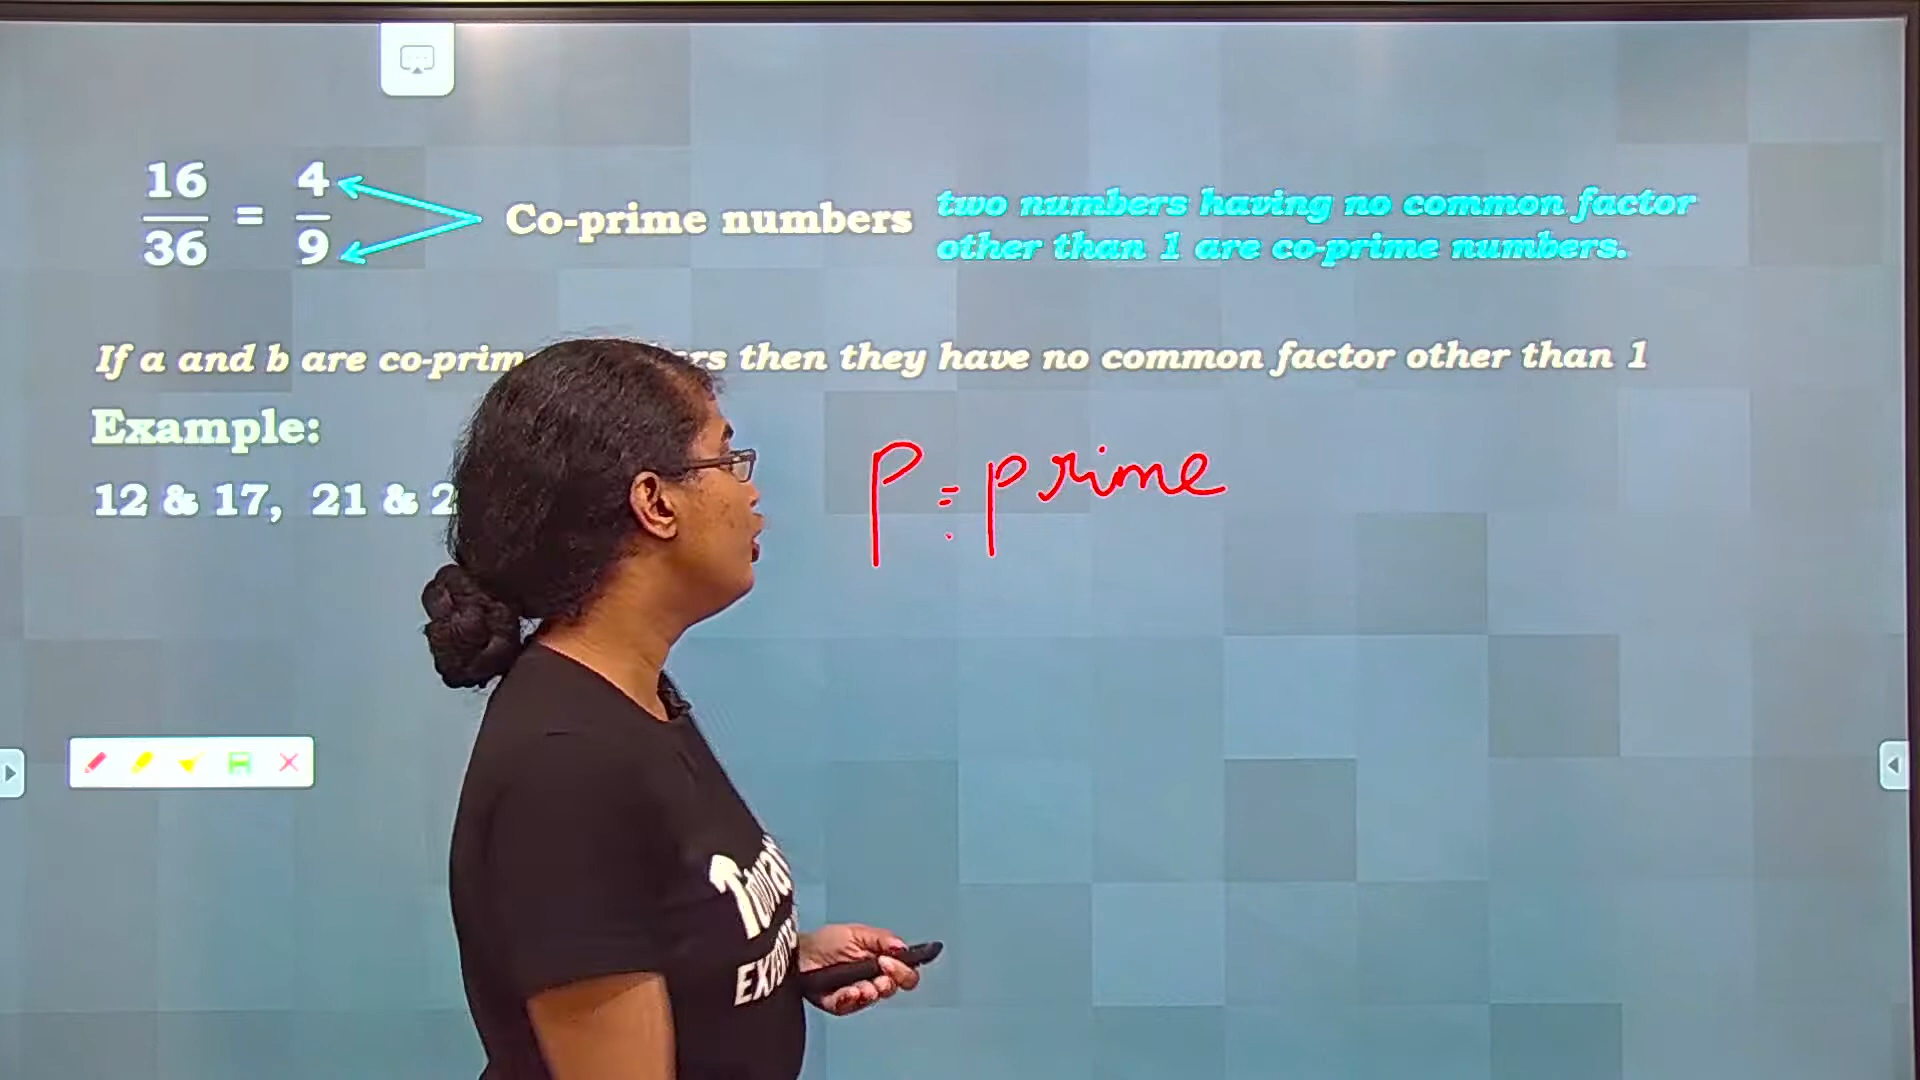 16/36 = 4/9 Co-prime numbers two numbers having no common factor
other than 1 are co-prime numbers.
If a and b are co-prim rs then they have no common factor other than 1
Example:
12 & 17, 21 & 2
P = prime